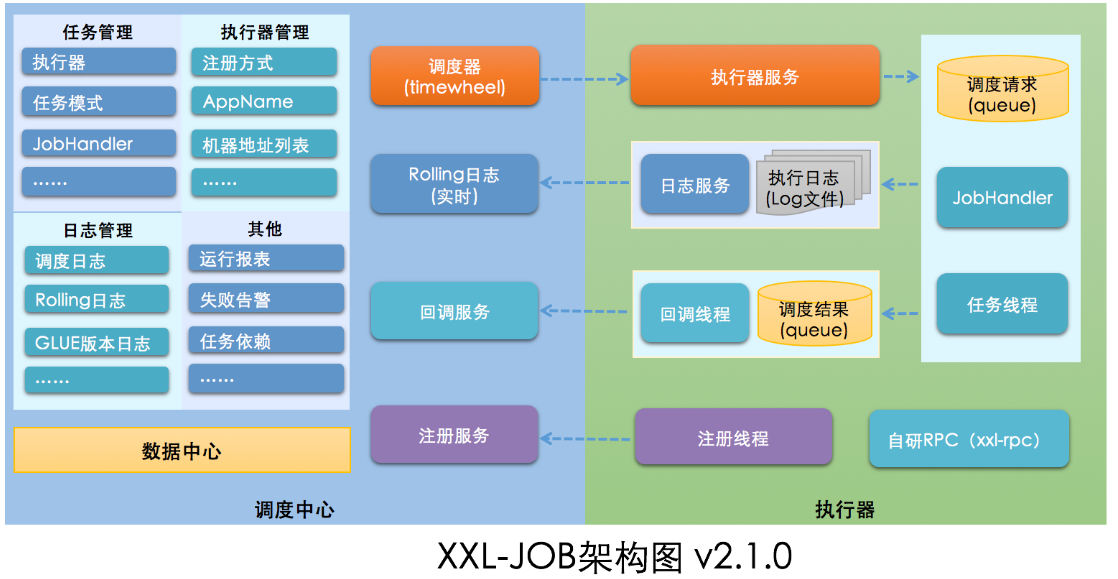 任务管理
执行器
任务模式
JobHandler
……
执行器管理
注册方式
AppName
机器地址列表
……
日志管理
调度日志
Rolling日志
GLUE版本日志
……
其他
运行报表
失败告警
任务依赖
……
数据中心
调度器
(timewheel)
Rolling日志
(实时)
回调服务
注册服务
调度中心
执行器服务
调度请求
(queue)
日志服务
执行日志
(Log文件)
JobHandler
回调线程
调度结果
(queue)
任务线程
注册线程
自研RPC（xxl-rpc）
执行器
XXL-JOB架构图 v2.1.0